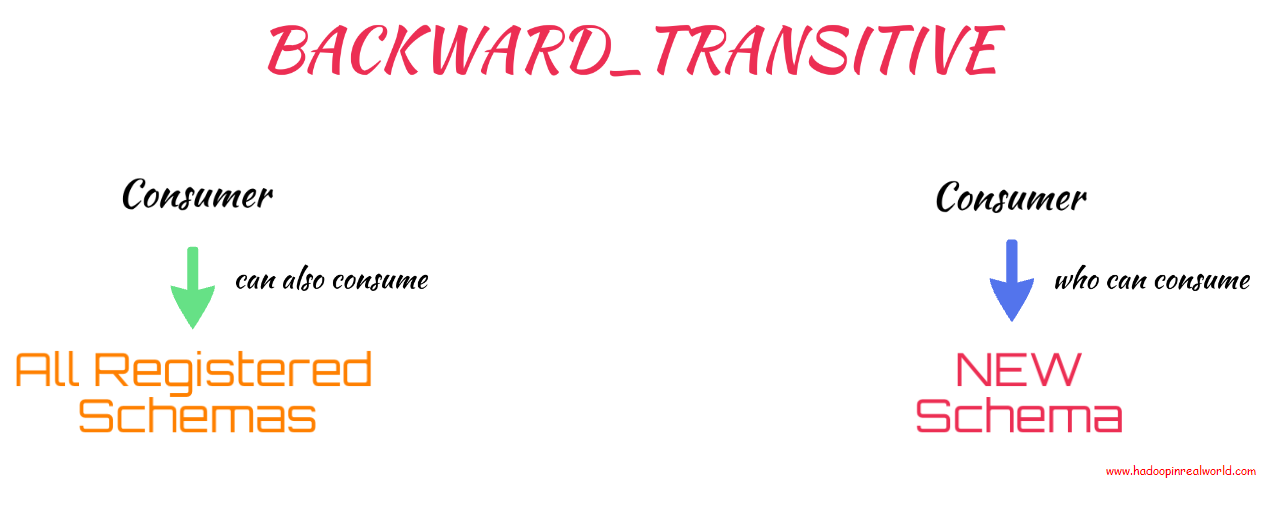 BACKWARD_TRANSITIVE
Consumer
can also consume
All Registered
Schemas
Consumer
who can consume
NEW
Schema
www.hadoopinrealworld.com